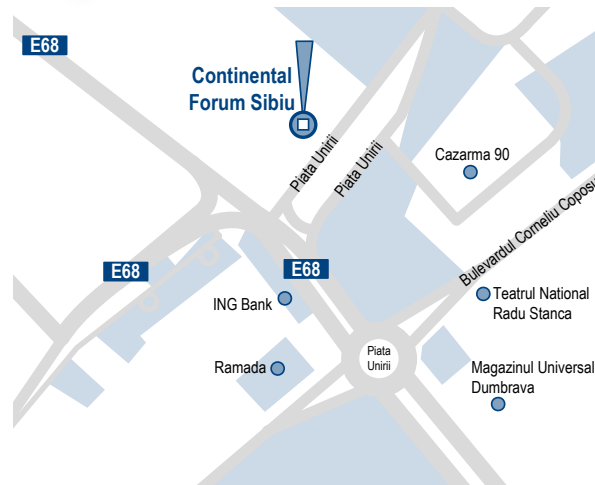 E68
Continental
Forum Sibiu
Piata Unirii
Piata Unirii
Cazarma 90
Bulevardul Corneliu Coposu
E68
E68
ING Bank
Teatrul National
Radu Stanca
Piata
Unirii
Ramada
Magazinul Universal
Dumbrava